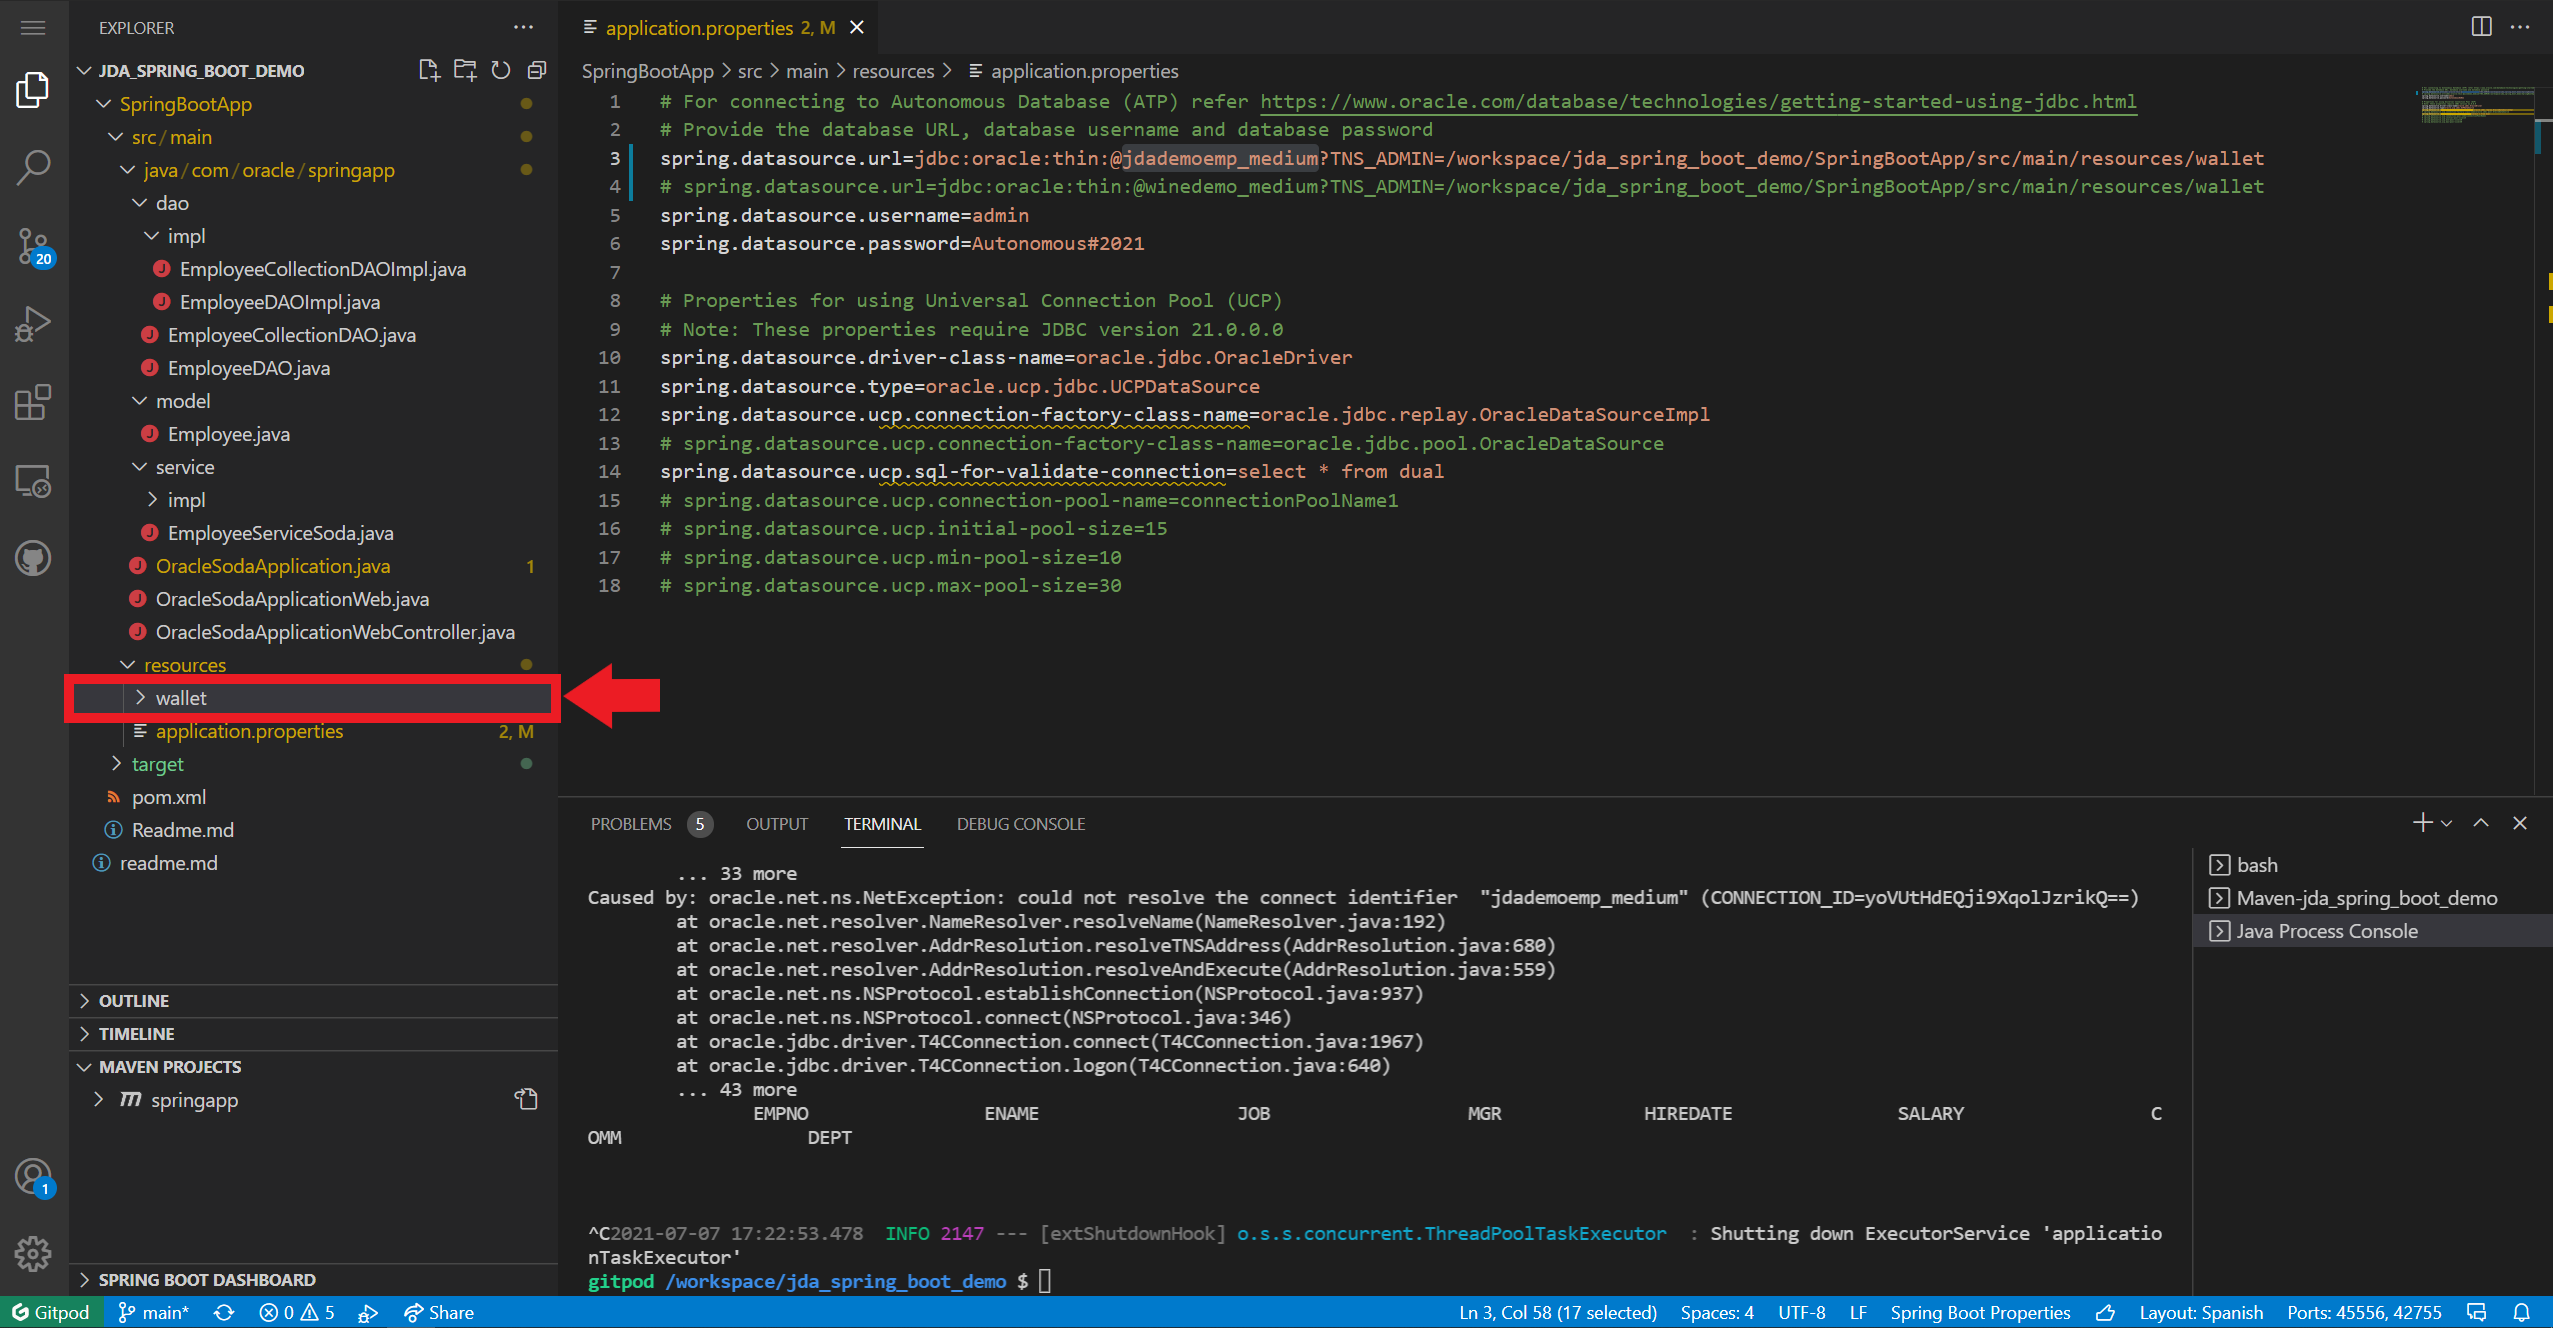 EXPLORER
JDA_SPRING_BOOT_DEMO
SpringBootApp
src/main
java/com/oracle/springapp
dao
impl
EmployeeCollectionDAOImpl.java
EmployeeDAOImpl.java
EmployeeCollectionDAO.java
EmployeeDAO.java
model
Employee.java
service
impl
EmployeeServiceSoda.java
OracleSodaApplication.java 1
OracleSodaApplicationWeb.java
OracleSodaApplicationWebController.java
resources
wallet
application.properties 2, M
target
pom.xml
Readme.md
readme.md
OUTLINE
TIMELINE
MAVEN PROJECTS
springapp
SPRING BOOT DASHBOARD
20
1
application.properties 2, M
SpringBootApp > src > main > resources > application.properties
1 # For connecting to Autonomous Database (ATP) refer https://www.oracle.com/database/technologies/getting-started-using-jdbc.html
2 # Provide the database URL, database username and database password
3 spring.datasource.url=jdbc:oracle:thin:@jdademoemp_medium?TNS_ADMIN=/workspace/jda_spring_boot_demo/SpringBootApp/src/main/resources/wallet
4 # spring.datasource.url=jdbc:oracle:thin:@winedemo_medium?TNS_ADMIN=/workspace/jda_spring_boot_demo/SpringBootApp/src/main/resources/wallet
5 spring.datasource.username=admin
6 spring.datasource.password=Autonomous#2021
7
8 # Properties for using Universal Connection Pool (UCP)
9 # Note: These properties require JDBC version 21.0.0.0
10 spring.datasource.driver-class-name=oracle.jdbc.OracleDriver
11 spring.datasource.type=oracle.ucp.jdbc.UCPDataSource
12 spring.datasource.ucp.connection-factory-class-name=oracle.jdbc.replay.OracleDataSourceImpl
13 # spring.datasource.ucp.connection-factory-class-name=oracle.jdbc.pool.OracleDataSource
14 spring.datasource.ucp.sql-for-validate-connection=select * from dual
15 # spring.datasource.ucp.connection-pool-name=connectionPoolName1
16 # spring.datasource.ucp.initial-pool-size=15
17 # spring.datasource.ucp.min-pool-size=10
18 # spring.datasource.ucp.max-pool-size=30
PROBLEMS 5 OUTPUT TERMINAL DEBUG CONSOLE
... 33 more
Caused by: oracle.net.ns.NetException: could not resolve the connect identifier  "jdademoemp_medium" (CONNECTION_ID=yoVUtHdEQji9XqolJzrikQ==)
at oracle.net.resolver.NameResolver.resolveName(NameResolver.java:192)
at oracle.net.resolver.AddrResolution.resolveTNSAddress(AddrResolution.java:680)
at oracle.net.resolver.AddrResolution.resolveAndExecute(AddrResolution.java:559)
at oracle.net.ns.NSProtocol.establishConnection(NSProtocol.java:937)
at oracle.net.ns.NSProtocol.connect(NSProtocol.java:346)
at oracle.jdbc.driver.T4CConnection.connect(T4CConnection.java:1967)
at oracle.jdbc.driver.T4CConnection.logon(T4CConnection.java:640)
... 43 more
EMPNO ENAME JOB MGR HIREDATE SALARY C
OMM DEPT
^C2021-07-07 17:22:53.478  INFO 2147 --- [extShutdownHook] o.s.s.concurrent.ThreadPoolTaskExecutor  : Shutting down ExecutorService 'applicatio
nTaskExecutor'
gitpod /workspace/jda_spring_boot_demo $
bash
Maven-jda_spring_boot_demo
Java Process Console
Gitpod main* 0 5 Share Ln 3, Col 58 (17 selected) Spaces: 4 UTF-8 LF Spring Boot Properties Layout: Spanish Ports: 45556, 42755